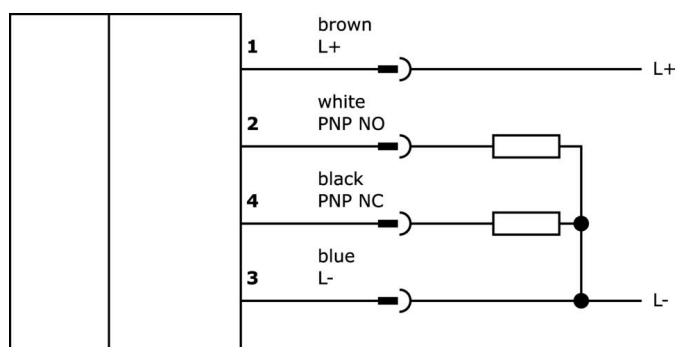 brown
1 L+
L+
white
2 PNP NO
black
4 PNP NC
blue
3 L-
L-